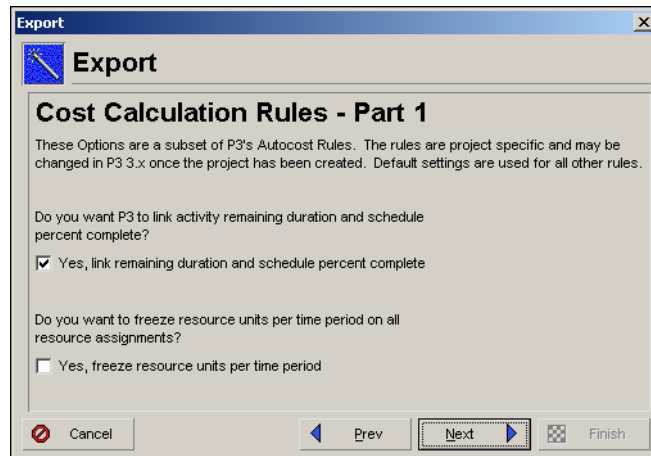 Export
Export
Cost Calculation Rules - Part 1
These Options are a subset of P3's Autocost Rules. The rules are project specific and may be
changed in P3 3.x once the project has been created. Default settings are used for all other rules.
Do you want P3 to link activity remaining duration and schedule
percent complete?
Yes, link remaining duration and schedule percent complete
Do you want to freeze resource units per time period on all
resource assignments?
Yes, freeze resource units per time period
Cancel
Prev
Next
Finish